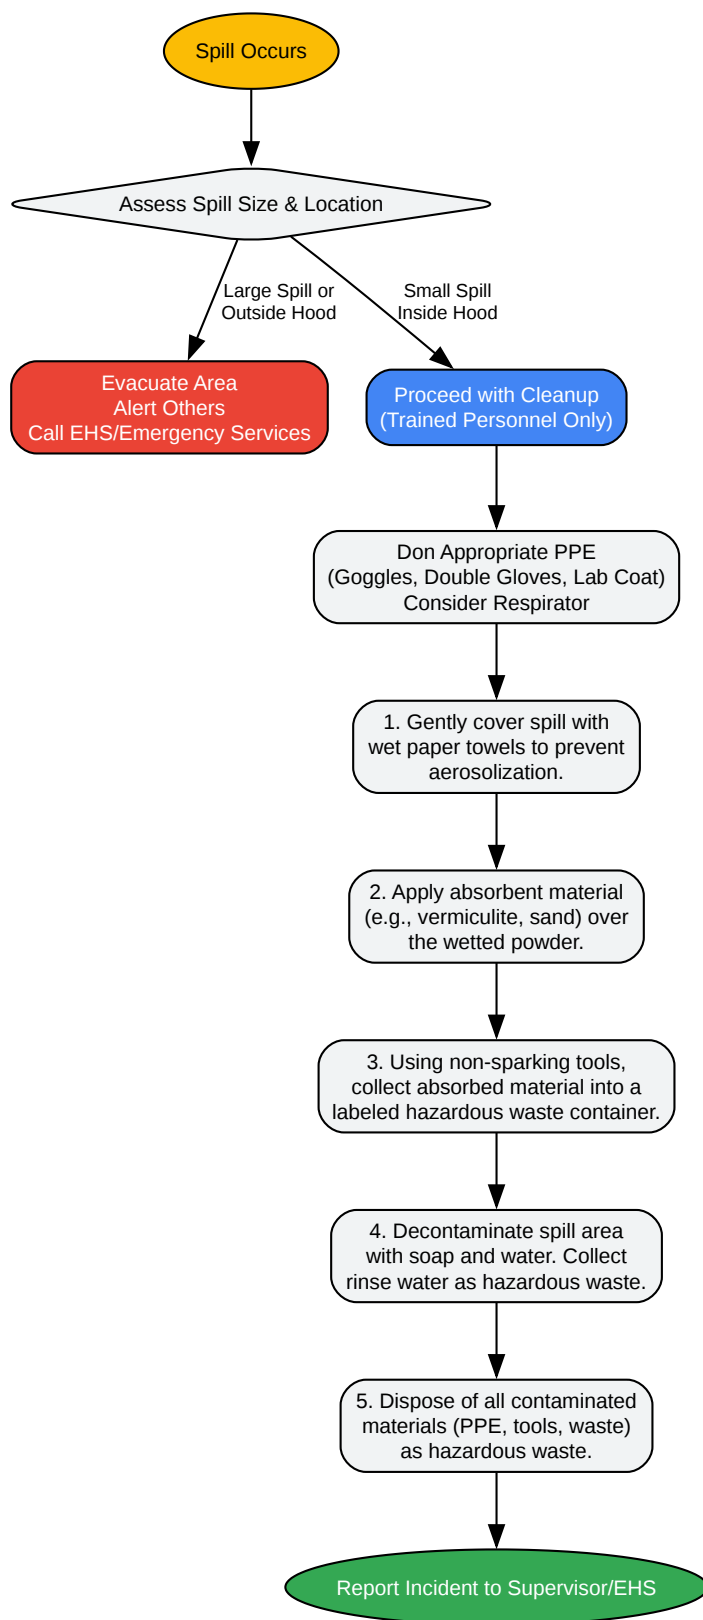 Spill Occurs
Assess Spill Size & Location
Large Spill or
Outside Hood
Small Spill
Inside Hood
Evacuate Area
Alert Others
Call EHS/Emergency Services
Proceed with Cleanup
(Trained Personnel Only)
Don Appropriate PPE
(Goggles, Double Gloves, Lab Coat)
Consider Respirator
1. Gently cover spill with
wet paper towels to prevent
aerosolization.
2. Apply absorbent material
(e.g., vermiculite, sand) over
the wetted powder.
3. Using non-sparking tools,
collect absorbed material into a
labeled hazardous waste container.
4. Decontaminate spill area
with soap and water. Collect
rinse water as hazardous waste.
5. Dispose of all contaminated
materials (PPE, tools, waste)
as hazardous waste.
Report Incident to Supervisor/EHS